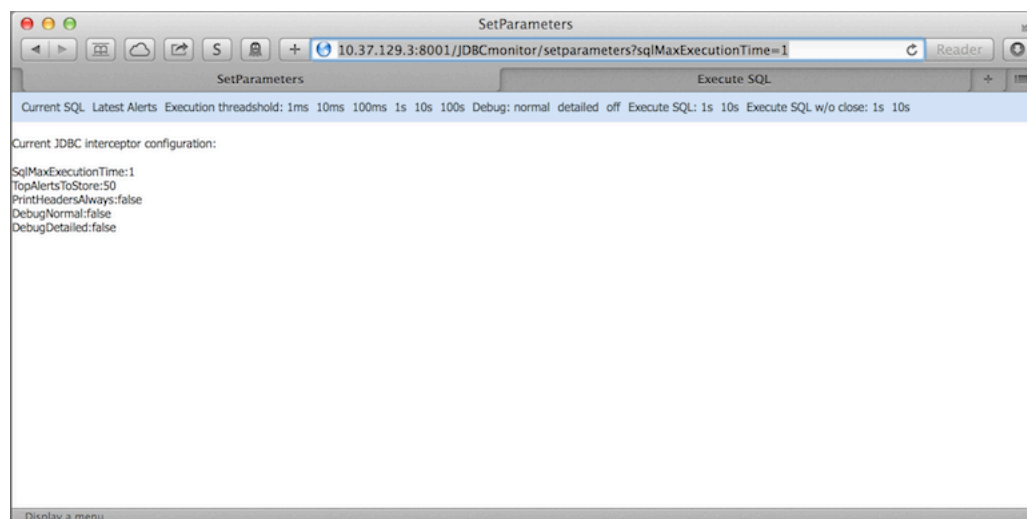 SetParameters
S
10.37.129.3:8001/JDBCmonitor/setparameters?sqlMaxExecutionTime=1
Reader
SetParameters
Execute SQL
Current SQL Latest Alerts Execution threadshold: 1ms 10ms 100ms 1s 10s 100s Debug: normal detailed off Execute SQL: 1s 10s Execute SQL w/o close: 1s 10s
Current JDBC interceptor configuration:
SqlMaxExecutionTime:1
TopAlertsToStore:50
PrintHeadersAlways:false
DebugNormal:false
DebugDetailed:false
Display a menu